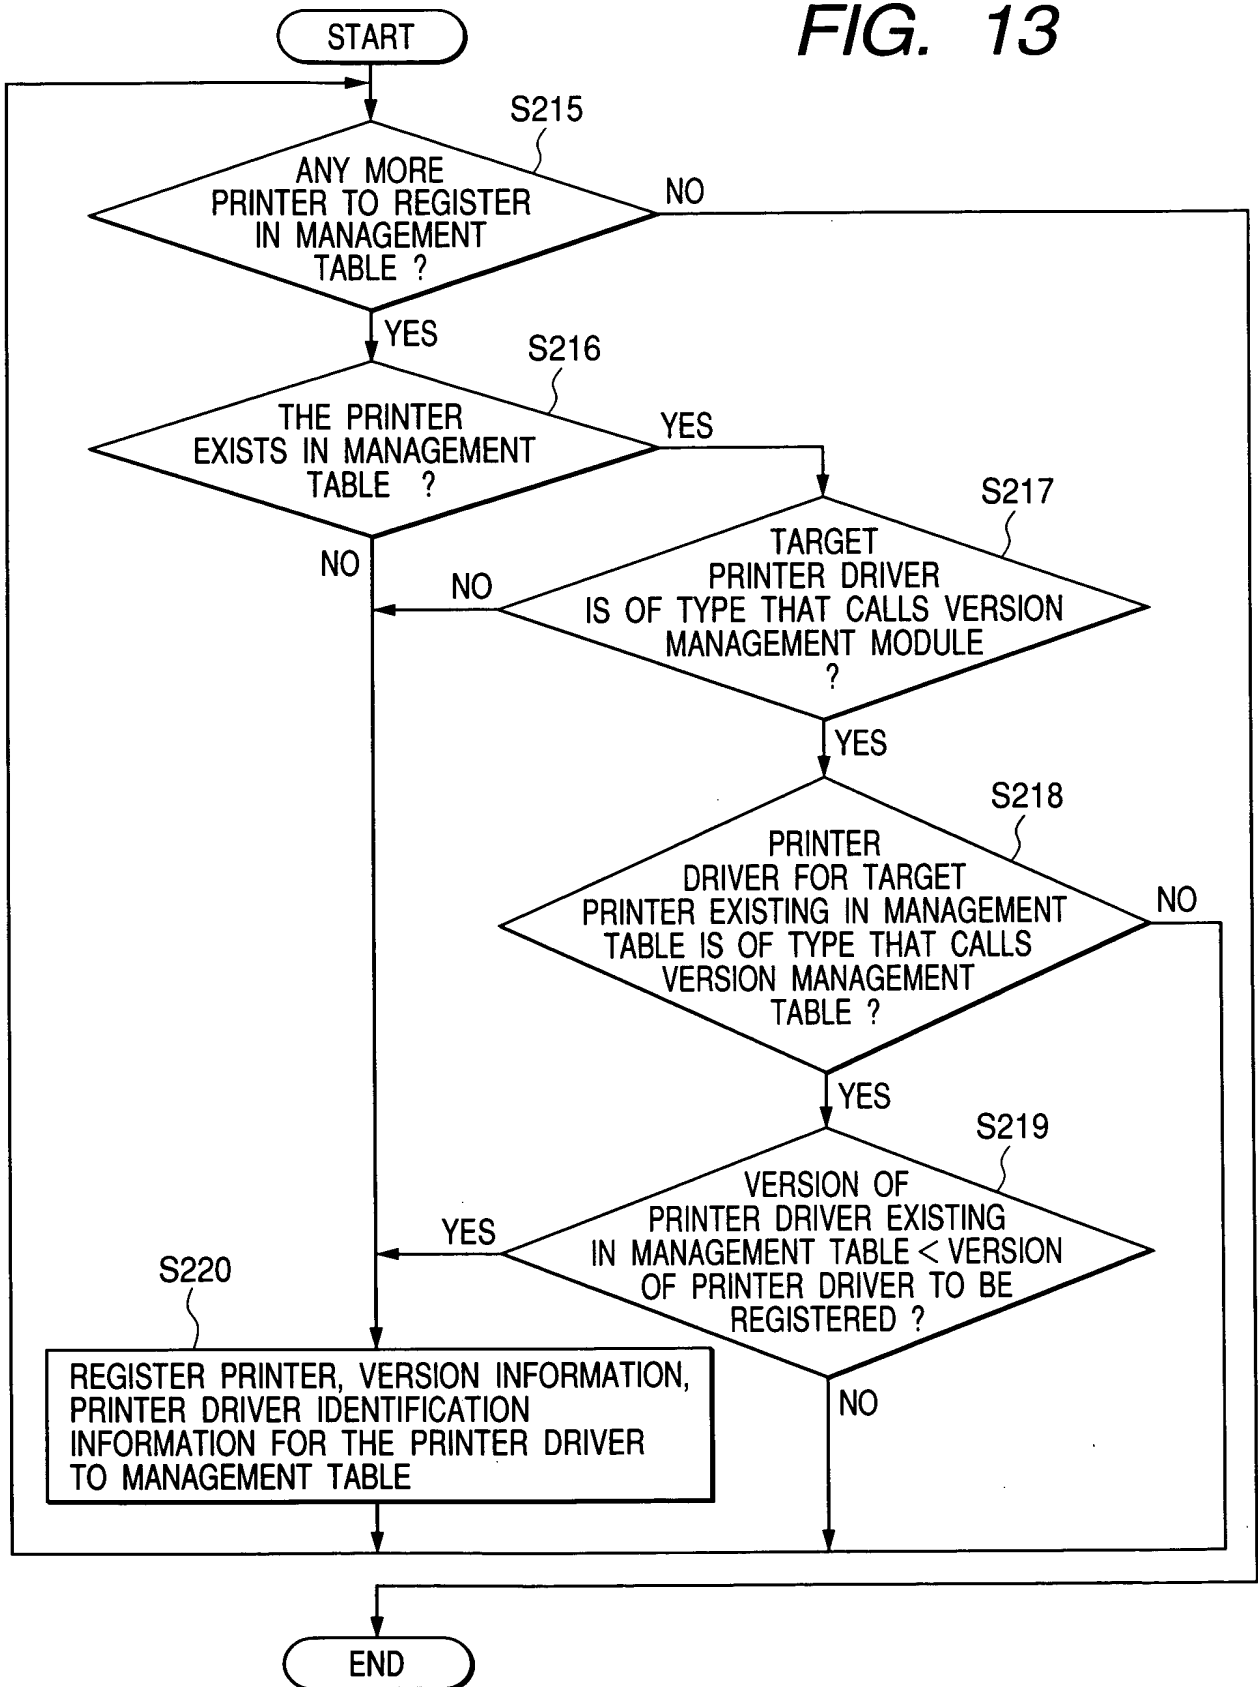 FIG. 13
START
S215
ANY MORE
PRINTER TO REGISTER
IN MANAGEMENT
TABLE ?
NO
YES
S216
THE PRINTER
EXISTS IN MANAGEMENT
TABLE ?
YES
NO
S217
TARGET
PRINTER DRIVER
IS OF TYPE THAT CALLS VERSION
MANAGEMENT MODULE
?
NO
YES
S218
PRINTER
DRIVER FOR TARGET
PRINTER EXISTING IN MANAGEMENT
TABLE IS OF TYPE THAT CALLS
VERSION MANAGEMENT
TABLE ?
NO
YES
S219
VERSION OF
PRINTER DRIVER EXISTING
IN MANAGEMENT TABLE < VERSION
OF PRINTER DRIVER TO BE
REGISTERED ?
YES
NO
S220
REGISTER PRINTER, VERSION INFORMATION,
PRINTER DRIVER IDENTIFICATION
INFORMATION FOR THE PRINTER DRIVER
TO MANAGEMENT TABLE
END